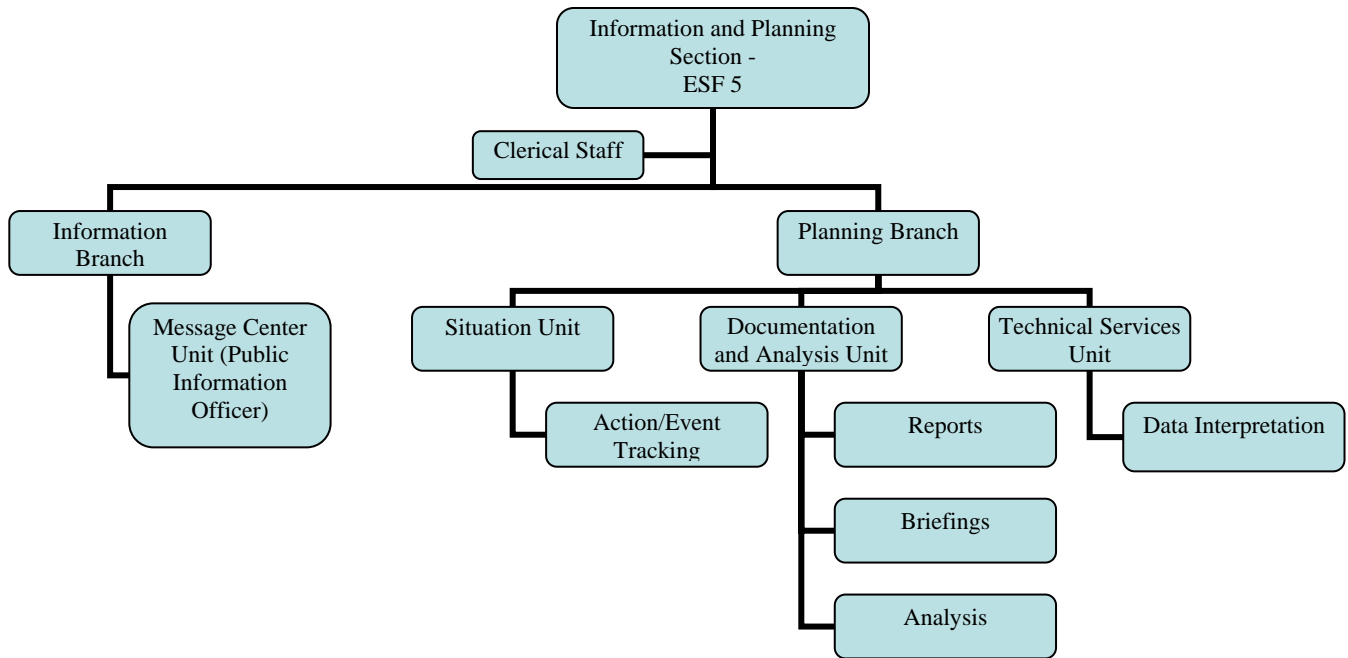 Information and Planning
Section -
ESF 5
Clerical Staff
Information
Branch
Planning Branch
Message Center
Unit (Public
Information
Officer)
Situation Unit
Documentation
and Analysis Unit
Technical Services
Unit
Action/Event
Tracking
Reports
Data Interpretation
Briefings
Analysis